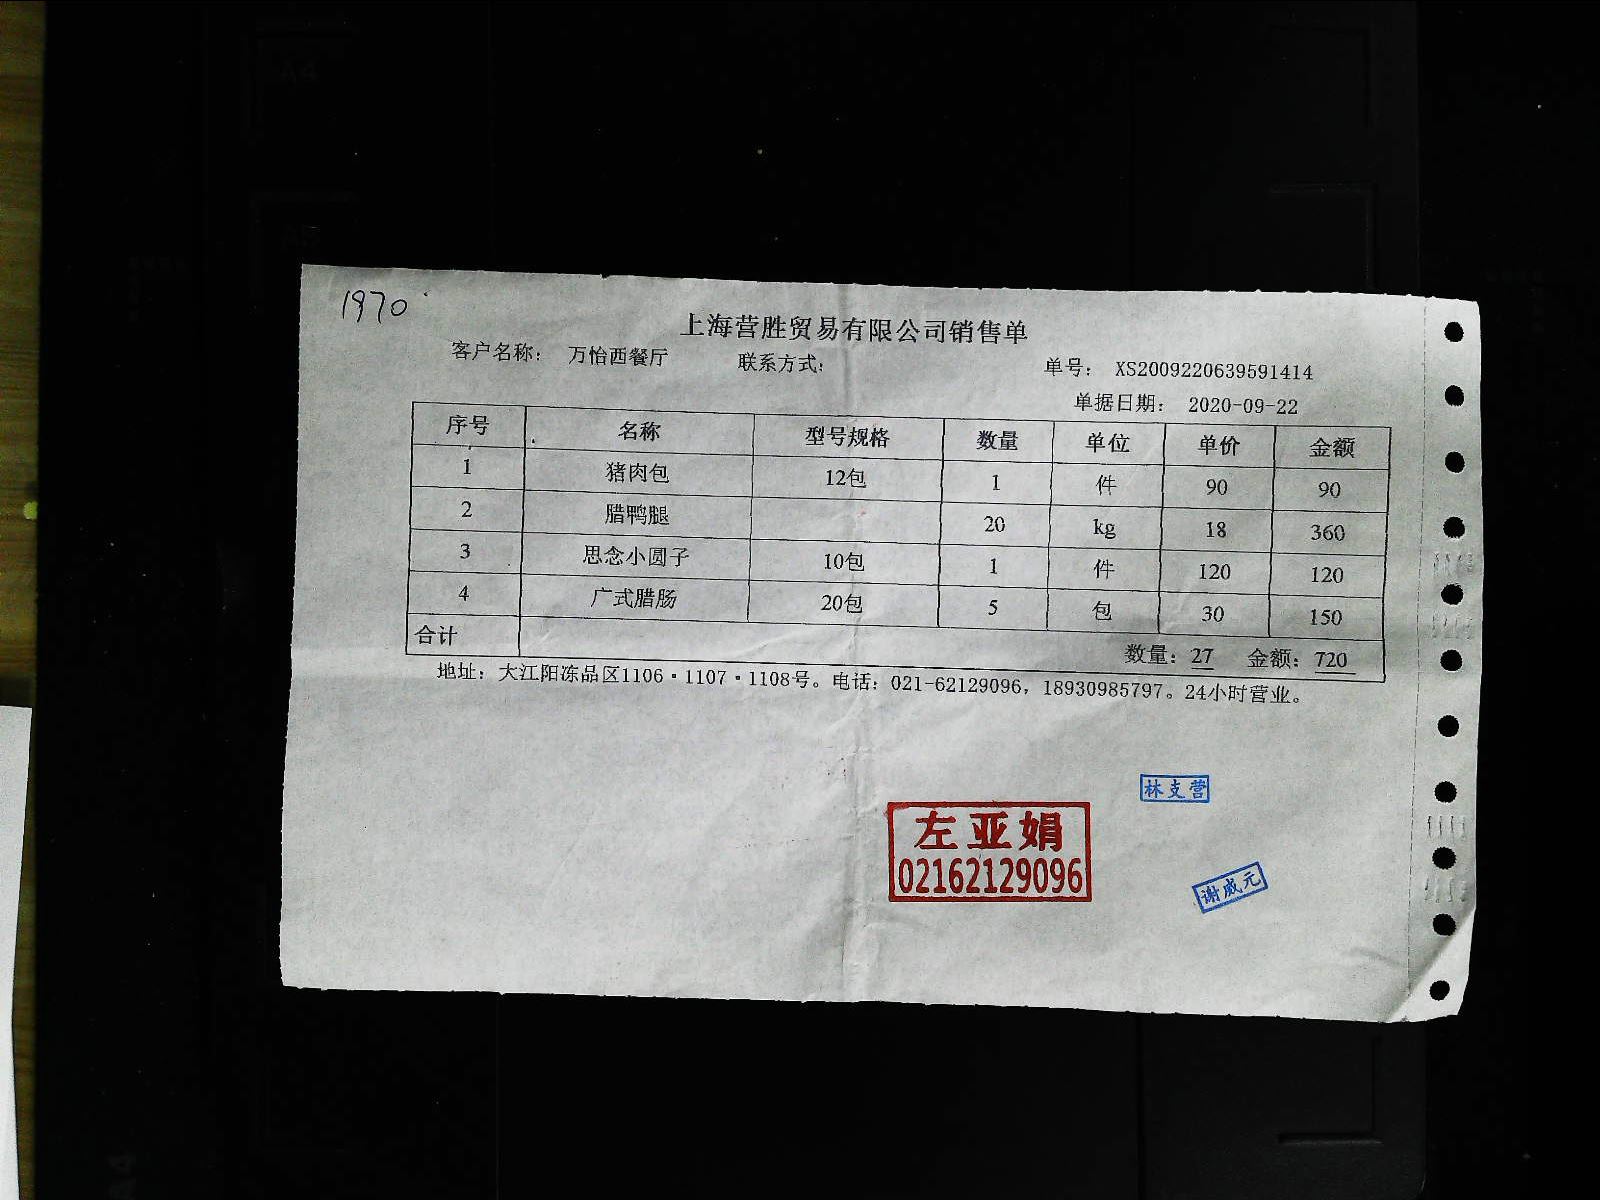 1970
上海营胜贸易有限公司销售单
客户名称: 万怡西餐厅 联系方式: 单号: XS2009220639591414
单据日期: 2020-09-22
序号 名称 型号规格 数量 单位 单价 金额
1 猪肉包 12包 1 件 90 90
2 腊鸭腿 20 kg 18 360
3 思念小圆子 10包 1 件 120 120
4 广式腊肠 20包 5 包 30 150
合计 数量: 27 金额: 720
地址: 大江阳冻品区1106·1107·1108号。电话: 021-62129096, 18930985797。24小时营业。
林支营
左亚娟
02162129096
谢威元